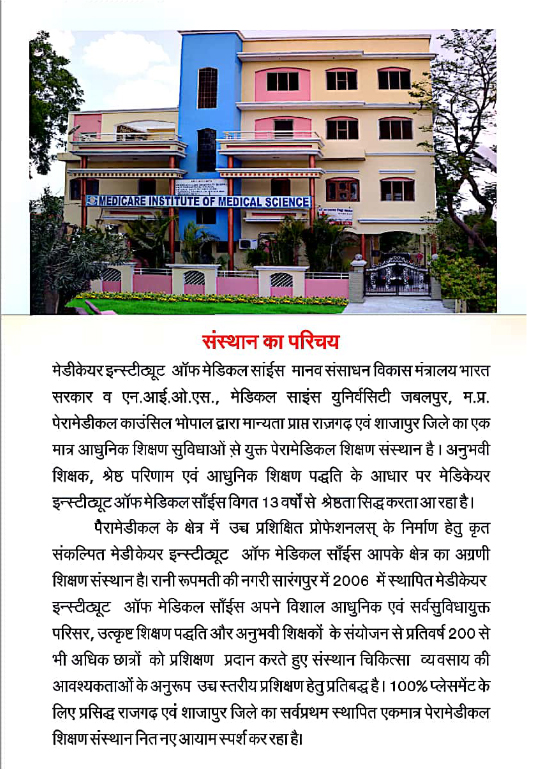 MEDICARE INSTITUTE OF MEDICAL SCIENCE
संस्थान का परिचय
मेडीकेयर इन्स्टीट्यूट ऑफ मेडिकल साईंस मानव संसाधन विकास मंत्रालय भारत
सरकार व एन.आई.ओ.एस., मेडिकल साइंस युनिर्वसिटी जबलपुर, म.प्र.
पेरामेडीकल काउंसिल भोपाल द्वारा मान्यता प्राप्त राजगढ़ एवं शाजापुर जिले का एक
मात्र आधुनिक शिक्षण सुविधाओं से युक्त पेरामेडिकल शिक्षण संस्थान है । अनुभवी
शिक्षक, श्रेष्ठ परिणाम एवं आधुनिक शिक्षण पद्धति के आधार पर मेडिकेयर
इन्स्टीट्यूट ऑफ मेडिकल साँईस विगत 13 वर्षों से श्रेष्ठता सिद्ध करता आ रहा है।
पैरामेडीकल के क्षेत्र में उच्च प्रशिक्षित प्रोफेशनलस् के निर्माण हेतु कृत
संकल्पित मेडीकेयर इन्स्टीट्यूट ऑफ मेडिकल साँईस आपके क्षेत्र का अग्रणी
शिक्षण संस्थान है। रानी रूपमती की नगरी सारंगपुर में 2006 में स्थापित मेडीकेयर
इन्स्टीट्यूट ऑफ मेडिकल साँईस अपने विशाल आधुनिक एवं सर्वसुविधायुक्त
परिसर, उत्कृष्ट शिक्षण पद्धति और अनुभवी शिक्षकों के संयोजन से प्रतिवर्ष 200 से
भी अधिक छात्रों को प्रशिक्षण प्रदान करते हुए संस्थान चिकित्सा व्यवसाय की
आवश्यकताओं के अनुरूप उच्च स्तरीय प्रशिक्षण हेतु प्रतिबद्ध है। 100% प्लेसमेंट के
लिए प्रसिद्ध राजगढ़ एवं शाजापुर जिले का सर्वप्रथम स्थापित एकमात्र पेरामेडीकल
शिक्षण संस्थान नित नए आयाम स्पर्श कर रहा है।